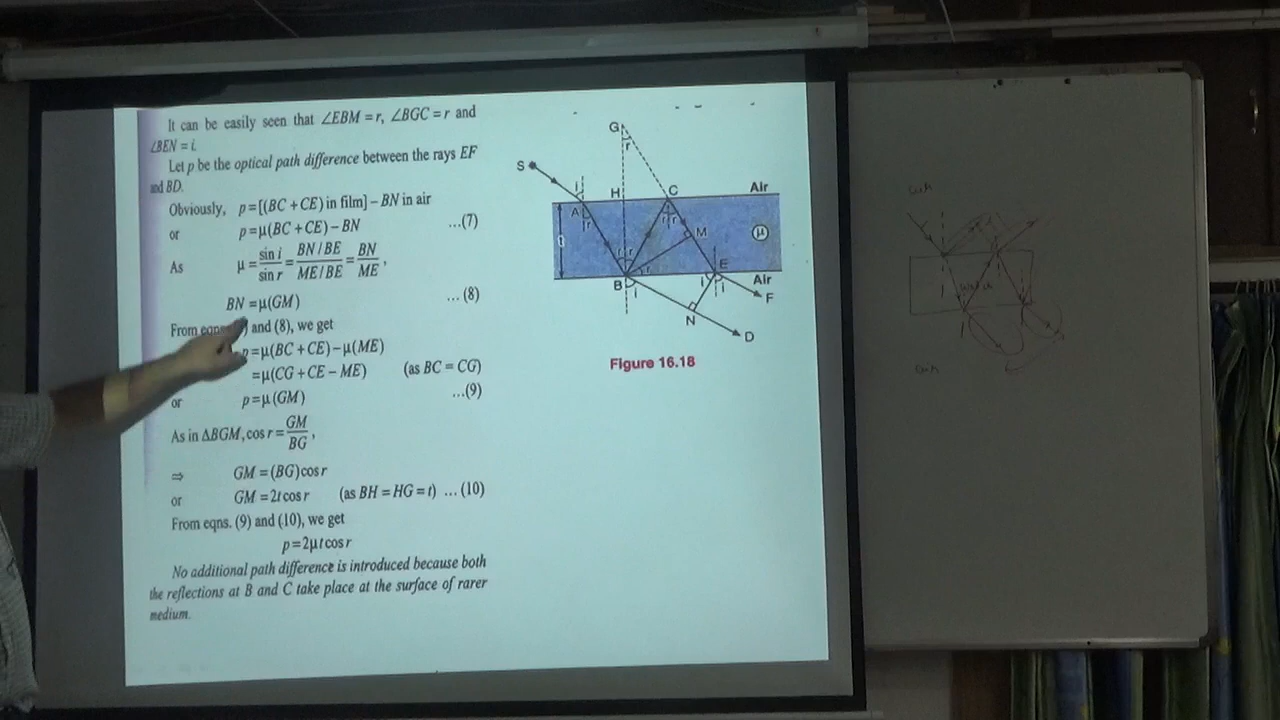 It can be easily seen that ∠EBM = r, ∠BGC = r and
∠BEN = i.
Let p be the optical path difference between the rays EF
and BD.
Obviously, p = [(BC + CE) in film] – BN in air
or p = μ(BC + CE) – BN ...(7)
As μ = sin i / sin r = BN / BE / ME / BE = BN / ME ,
BN = μ(GM) ... (8)
From eqns. and (8), we get
p = μ(BC + CE) – μ(ME)
= μ(CG + CE – ME) (as BC = CG)
or p = μ(GM) ...(9)
As in ΔBGM, cos r = GM / BG ,
⇒ GM = (BG) cos r
or GM = 2t cos r (as BH = HG = t) ... (10)
From eqns. (9) and (10), we get
p = 2μt cos r
No additional path difference is introduced because both
the reflections at B and C take place at the surface of rarer
medium.
G
r
S
i
H
C
Air
A
r
r
r
t
M
μ
r
r
r
E
B
i
i
i
Air
F
N
D
Figure 16.18